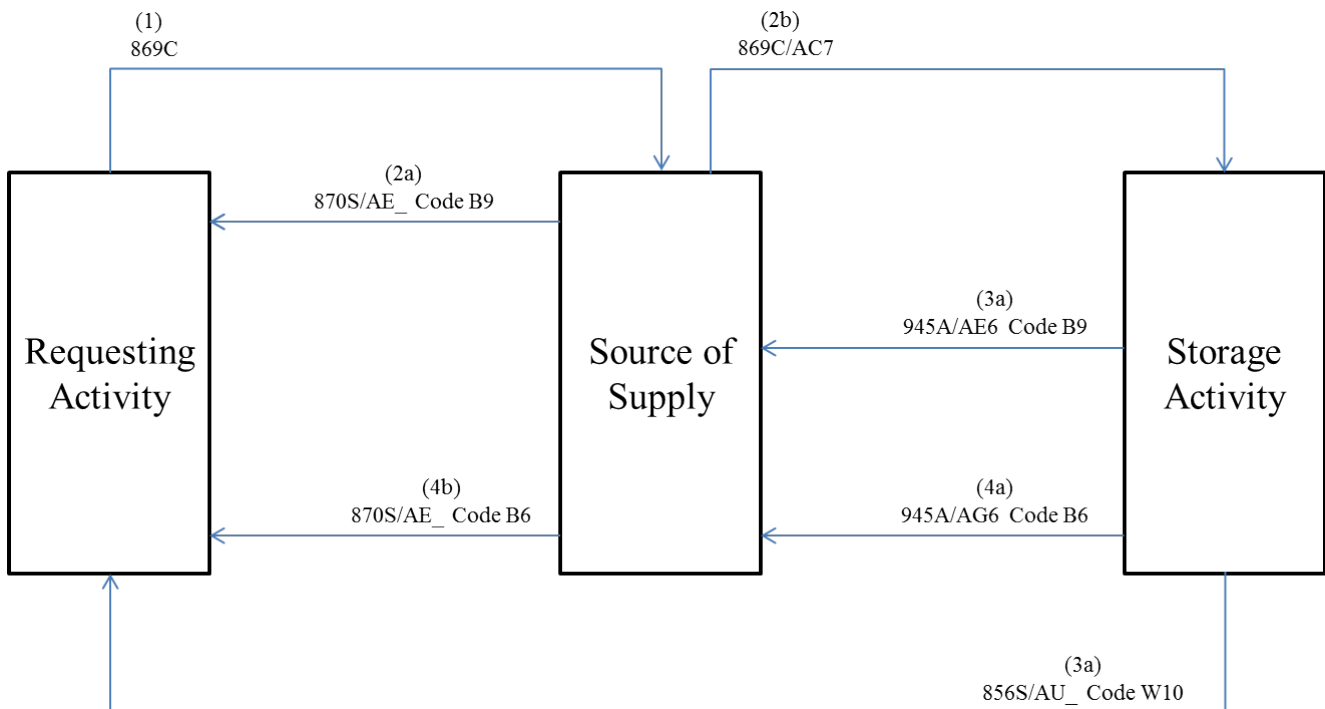 (1)
869C
(2b)
869C/AC7
(2a)
870S/AE_ Code B9
(3a)
945A/AE6 Code B9
Requesting
Activity
Source of
Supply
Storage
Activity
(4b)
870S/AE_ Code B6
(4a)
945A/AG6 Code B6
(3a)
856S/AU_ Code W10